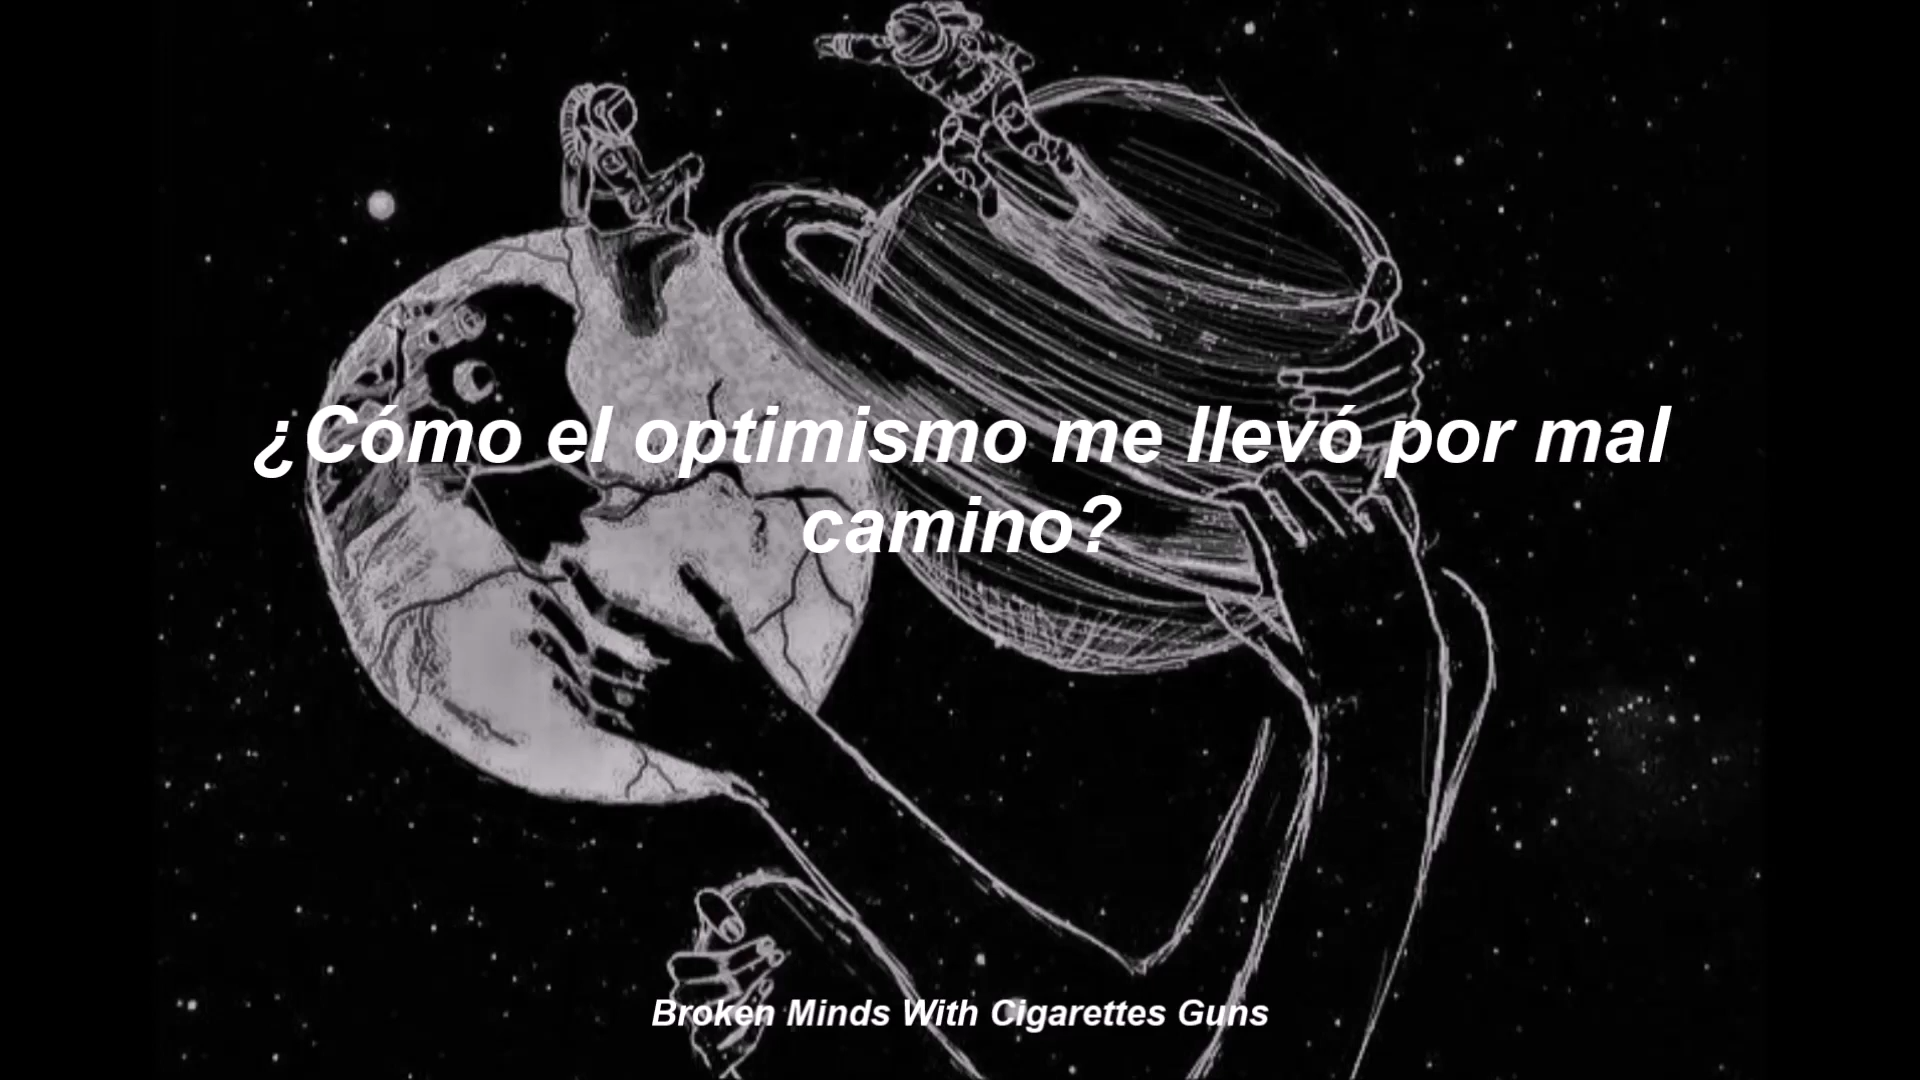 ¿Cómo el optimismo me llevó por mal
camino?
Broken Minds With Cigarettes Guns